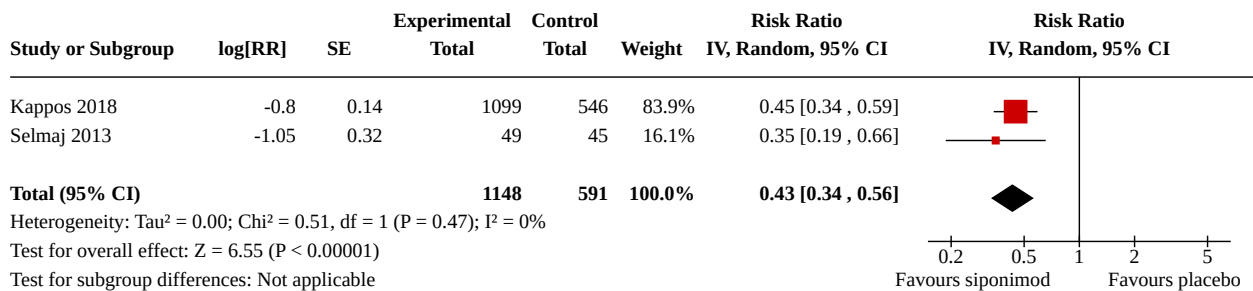 Experimental Control Risk Ratio Risk Ratio
Study or Subgroup log[RR] SE Total Total Weight IV, Random, 95% CI IV, Random, 95% CI
Kappos 2018 -0.8 0.14 1099 546 83.9% 0.45 [0.34 , 0.59]
Selmaj 2013 -1.05 0.32 49 45 16.1% 0.35 [0.19 , 0.66]
Total (95% CI) 1148 591 100.0% 0.43 [0.34 , 0.56]
Heterogeneity: Tau² = 0.00; Chi² = 0.51, df = 1 (P = 0.47); I² = 0%
Test for overall effect: Z = 6.55 (P < 0.00001)
0.2 0.5 1 2 5
Test for subgroup differences: Not applicable Favours siponimod Favours placebo